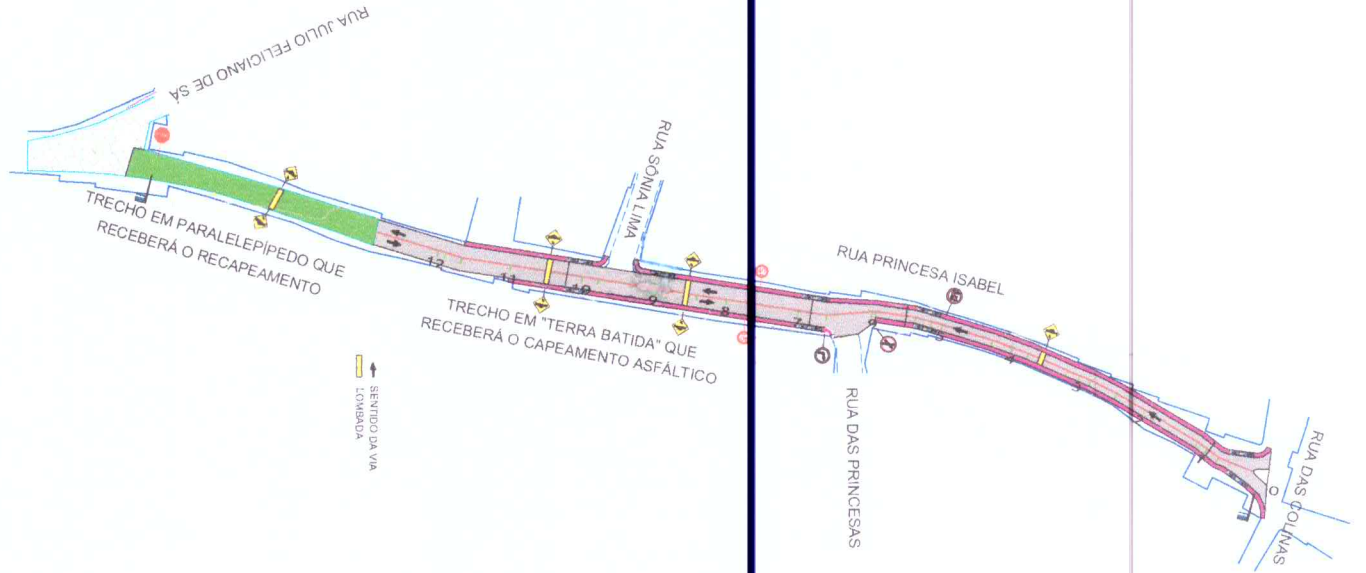 RUA JULIO FELICIANO DE SÁ
TRECHO EM PARALELEPÍPEDO QUE
RECEBERÁ O RECAPEAMENTO
RUA SÔNIA LIMA
TRECHO EM "TERRA BATIDA" QUE
RECEBERÁ O CAPEAMENTO ASFÁLTICO
RUA PRINCESA ISABEL
RUA DAS PRINCESAS
RUA DAS COLINAS
SENTIDO DA VIA
LOMBADA
12
11
10
9
8
7
6
5
4
3
2
1
0